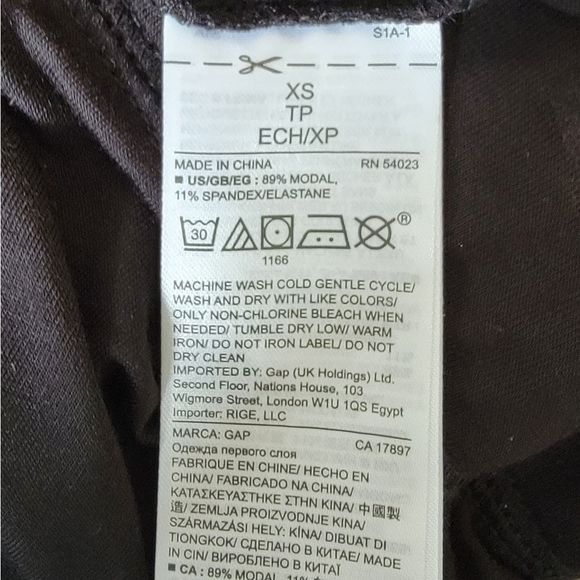 S1A-1
XS
TP
ECH/XP
MADE IN CHINA RN 54023
■ US/GB/EG : 89% MODAL,
11% SPANDEX/ELASTANE
30
®
1166
MACHINE WASH COLD GENTLE CYCLE/
WASH AND DRY WITH LIKE COLORS/
ONLY NON-CHLORINE BLEACH WHEN
NEEDED/ TUMBLE DRY LOW/ WARM
IRON/ DO NOT IRON LABEL/ DO NOT
DRY CLEAN
IMPORTED BY: Gap (UK Holdings) Ltd.
Second Floor, Nations House, 103
Wigmore Street, London W1U 1QS Egypt
Importer: RIGE, LLC
MARCA: GAP CA 17897
Одежда первого слоя
FABRIQUE EN CHINE/ HECHO EN
CHINA/ FABRICADO NA CHINA/
ΚΑΤΑΣΚΕΥΑΣΤΗΚΕ ΣΤΗΝ ΚΙΝΑ/ 中國製
造/ ZEMLJA PROIZVODNJE KINA/
SZÁRMAZÁSI HELY: KÍNA/ DIBUAT DI
TIONGKOK/ СДЕЛАНО В КИТАЕ/ MADE
IN CIN/ ВИРОБЛЕНО В КИТАЇ
■ CA : 89% MODAL, 11%